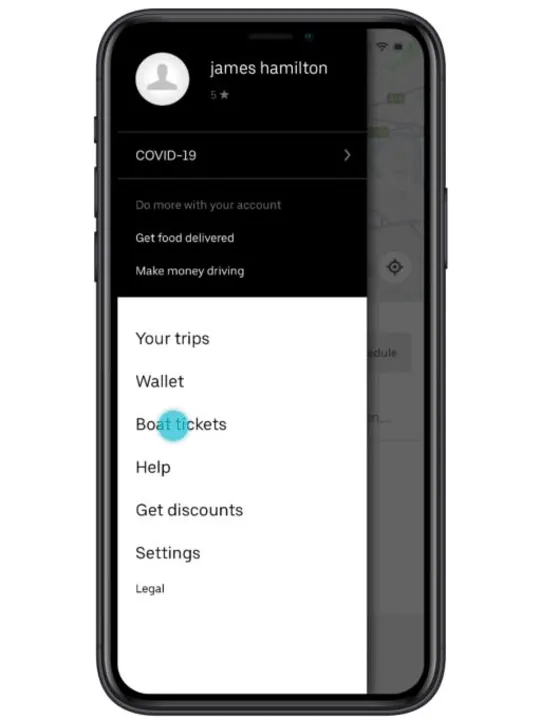 james hamilton
5 ★
COVID-19
Do more with your account
Get food delivered
Make money driving
Your trips
Wallet
Boat tickets
Help
Get discounts
Settings
Legal